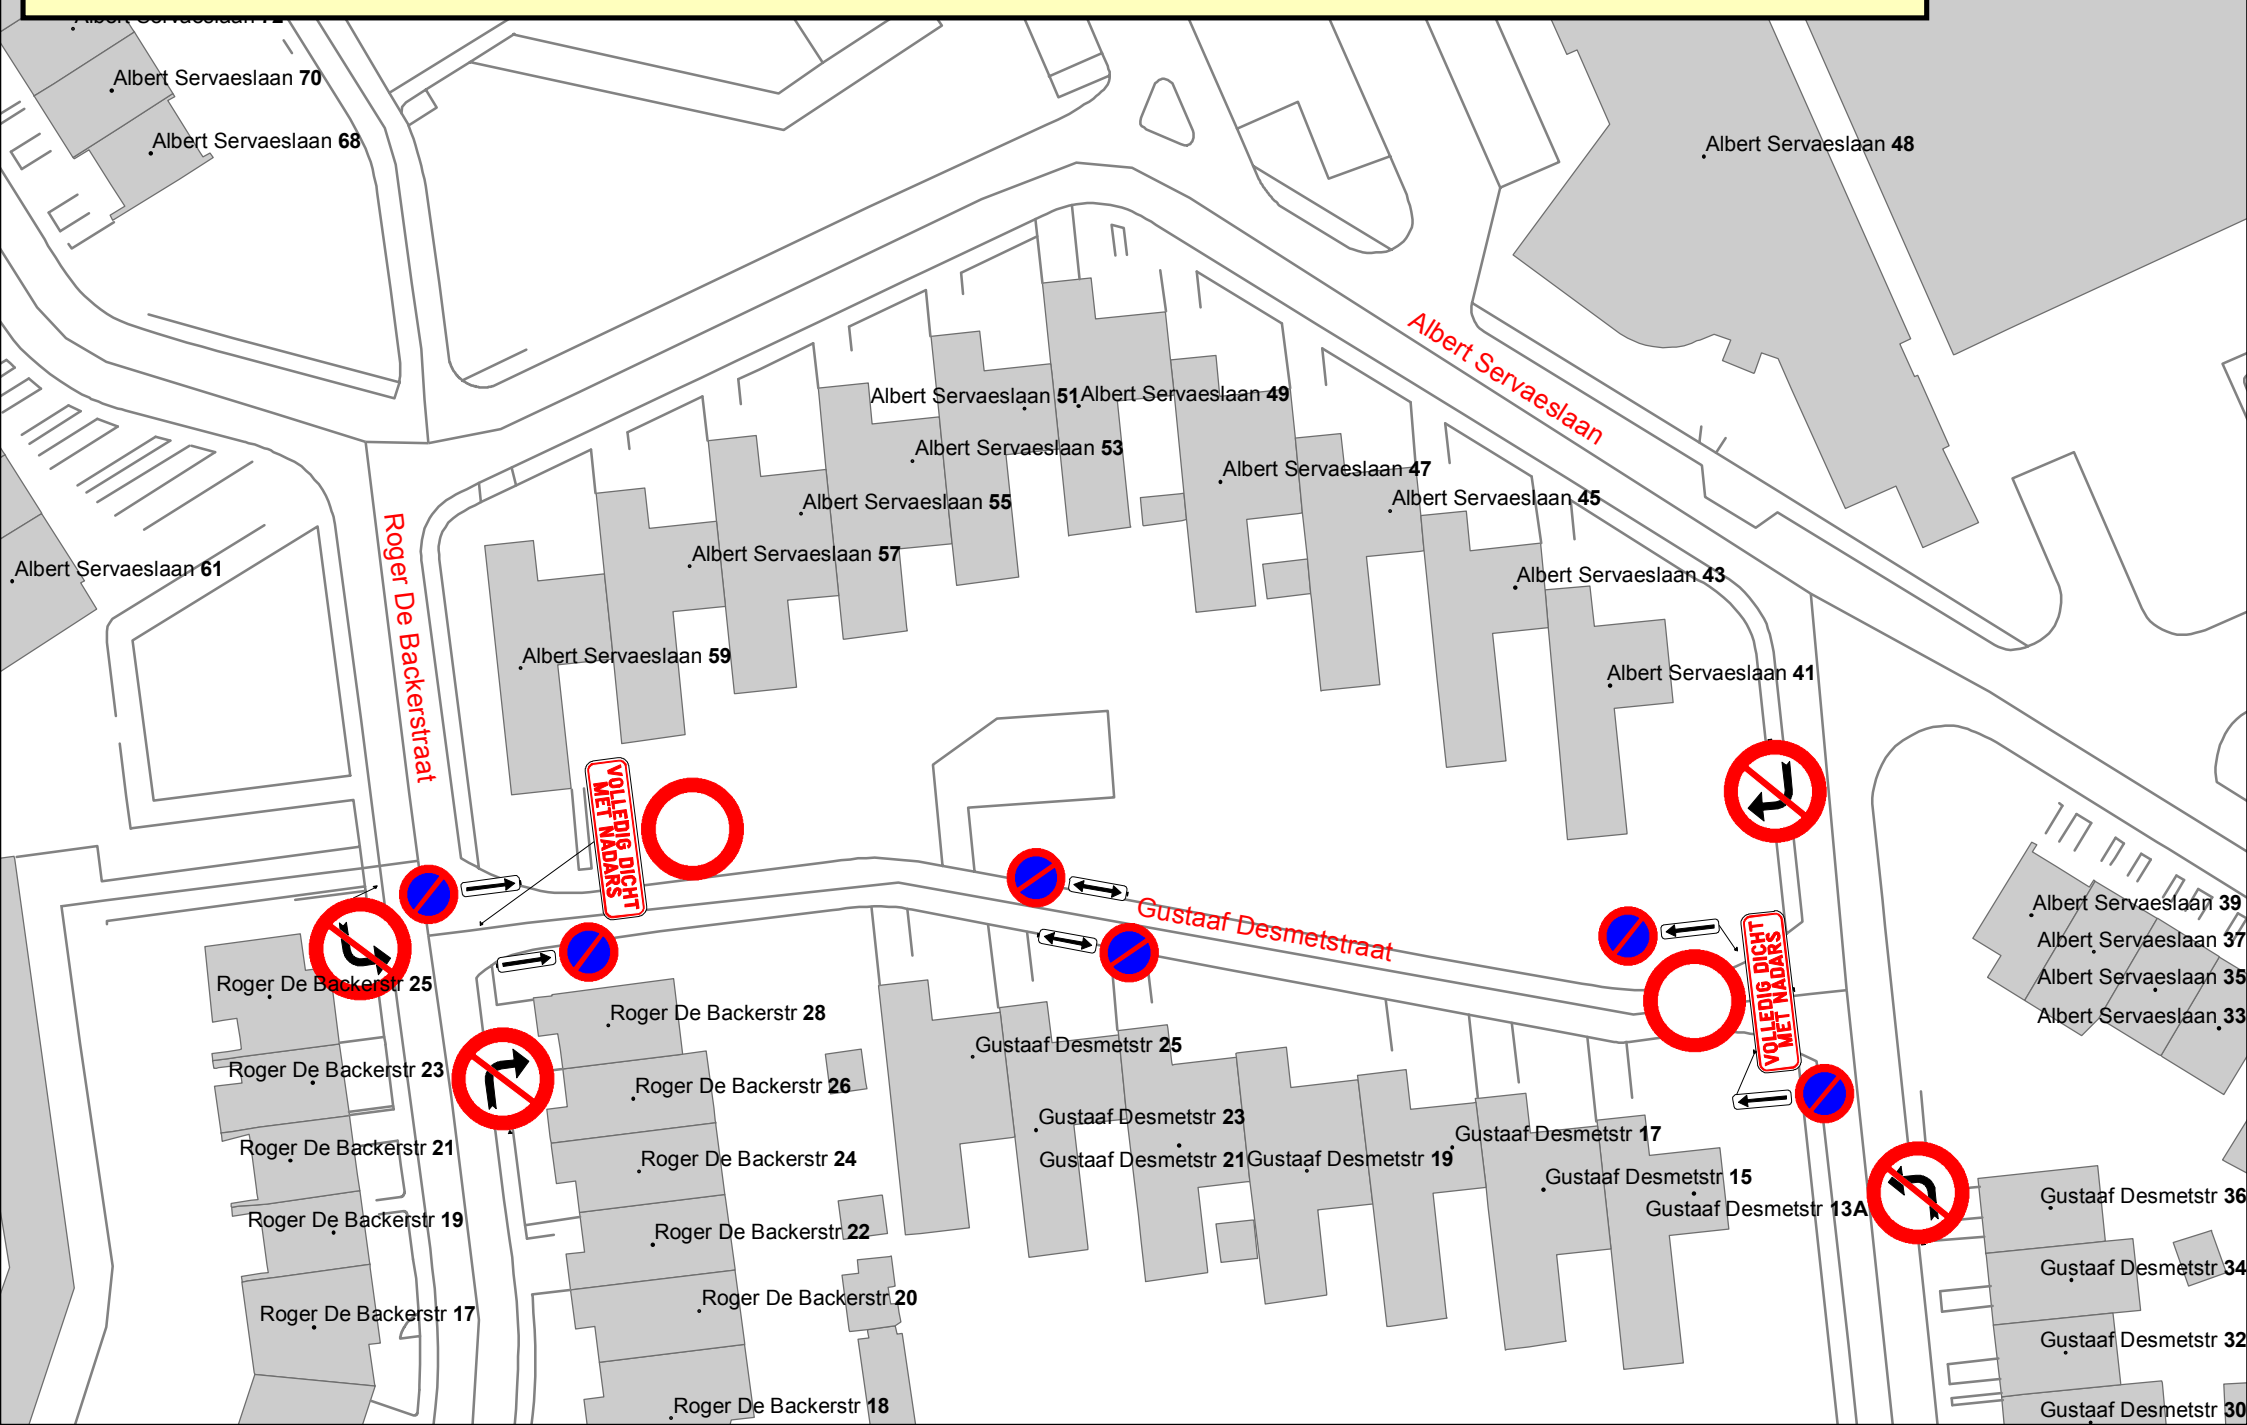 Albert Servaeslaan 72
Albert Servaeslaan 70
Albert Servaeslaan 68
Albert Servaeslaan 48
Albert Servaeslaan
Albert Servaeslaan 51
Albert Servaeslaan 49
Albert Servaeslaan 53
Albert Servaeslaan 47
Albert Servaeslaan 55
Albert Servaeslaan 45
Albert Servaeslaan 57
Albert Servaeslaan 61
Albert Servaeslaan 43
Roger De Backerstraat
Albert Servaeslaan 59
Albert Servaeslaan 41
VOLLEDIG DICHT
MET NADARS
Gustaaf Desmetstraat
VOLLEDIG DICHT
MET NADARS
Albert Servaeslaan 39
Albert Servaeslaan 37
Albert Servaeslaan 35
Albert Servaeslaan 33
Roger De Backerstr 25
Roger De Backerstr 28
Gustaaf Desmetstr 25
Roger De Backerstr 23
Roger De Backerstr 26
Gustaaf Desmetstr 23
Gustaaf Desmetstr 17
Roger De Backerstr 21
Roger De Backerstr 24
Gustaaf Desmetstr 21
Gustaaf Desmetstr 19
Gustaaf Desmetstr 15
Gustaaf Desmetstr 13A
Gustaaf Desmetstr 36
Roger De Backerstr 19
Roger De Backerstr 22
Gustaaf Desmetstr 34
Roger De Backerstr 20
Roger De Backerstr 17
Gustaaf Desmetstr 32
Roger De Backerstr 18
Gustaaf Desmetstr 30